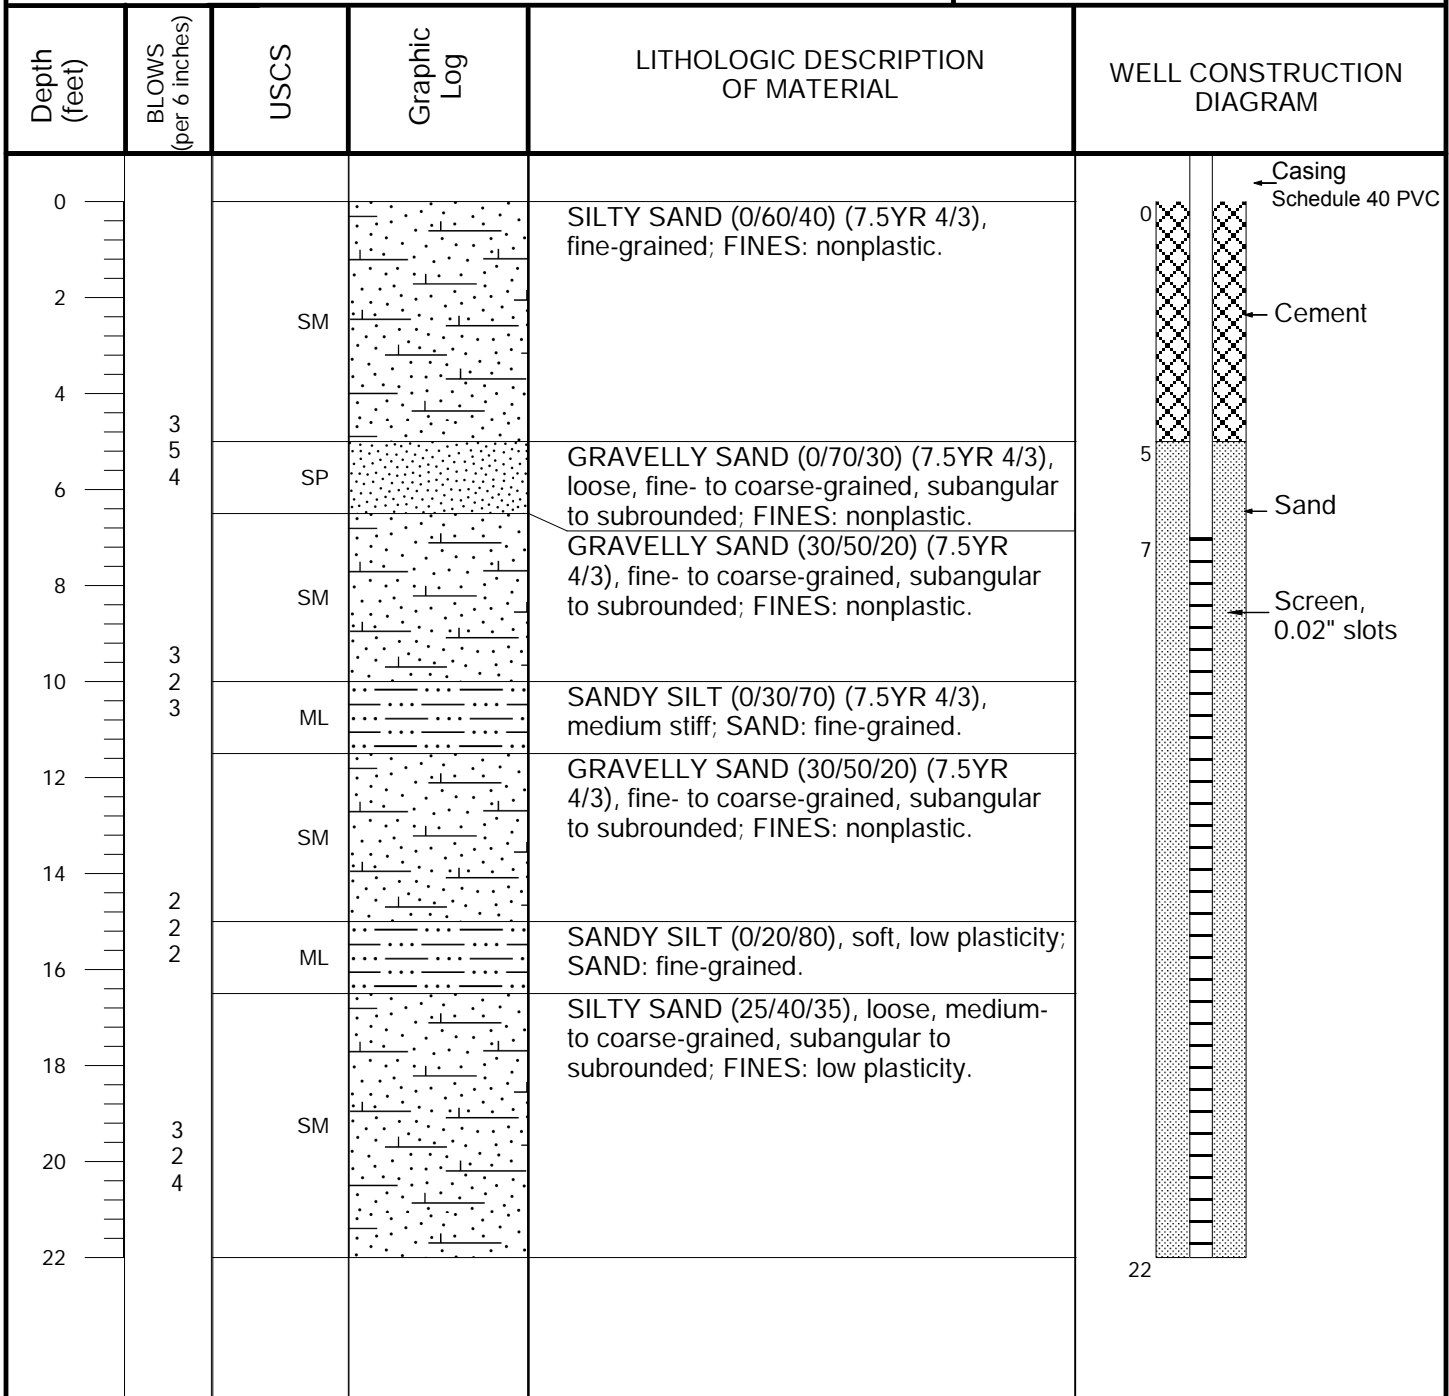 Depth
(feet)
BLOWS
(per 6 inches)
USCS
Graphic
Log
LITHOLOGIC DESCRIPTION
OF MATERIAL
WELL CONSTRUCTION
DIAGRAM
Casing
Schedule 40 PVC
0
SILTY SAND (0/60/40) (7.5YR 4/3),
fine-grained; FINES: nonplastic.
0
2
SM
Cement
4
3
5
4
SP
GRAVELLY SAND (0/70/30) (7.5YR 4/3),
loose, fine- to coarse-grained, subangular
to subrounded; FINES: nonplastic.
5
6
Sand
GRAVELLY SAND (30/50/20) (7.5YR
4/3), fine- to coarse-grained, subangular
to subrounded; FINES: nonplastic.
7
8
SM
Screen,
0.02" slots
3
2
3
10
ML
SANDY SILT (0/30/70) (7.5YR 4/3),
medium stiff; SAND: fine-grained.
12
GRAVELLY SAND (30/50/20) (7.5YR
4/3), fine- to coarse-grained, subangular
to subrounded; FINES: nonplastic.
SM
14
2
2
2
ML
SANDY SILT (0/20/80), soft, low plasticity;
SAND: fine-grained.
16
SILTY SAND (25/40/35), loose, medium-
to coarse-grained, subangular to
subrounded; FINES: low plasticity.
18
SM
3
2
4
20
22
22